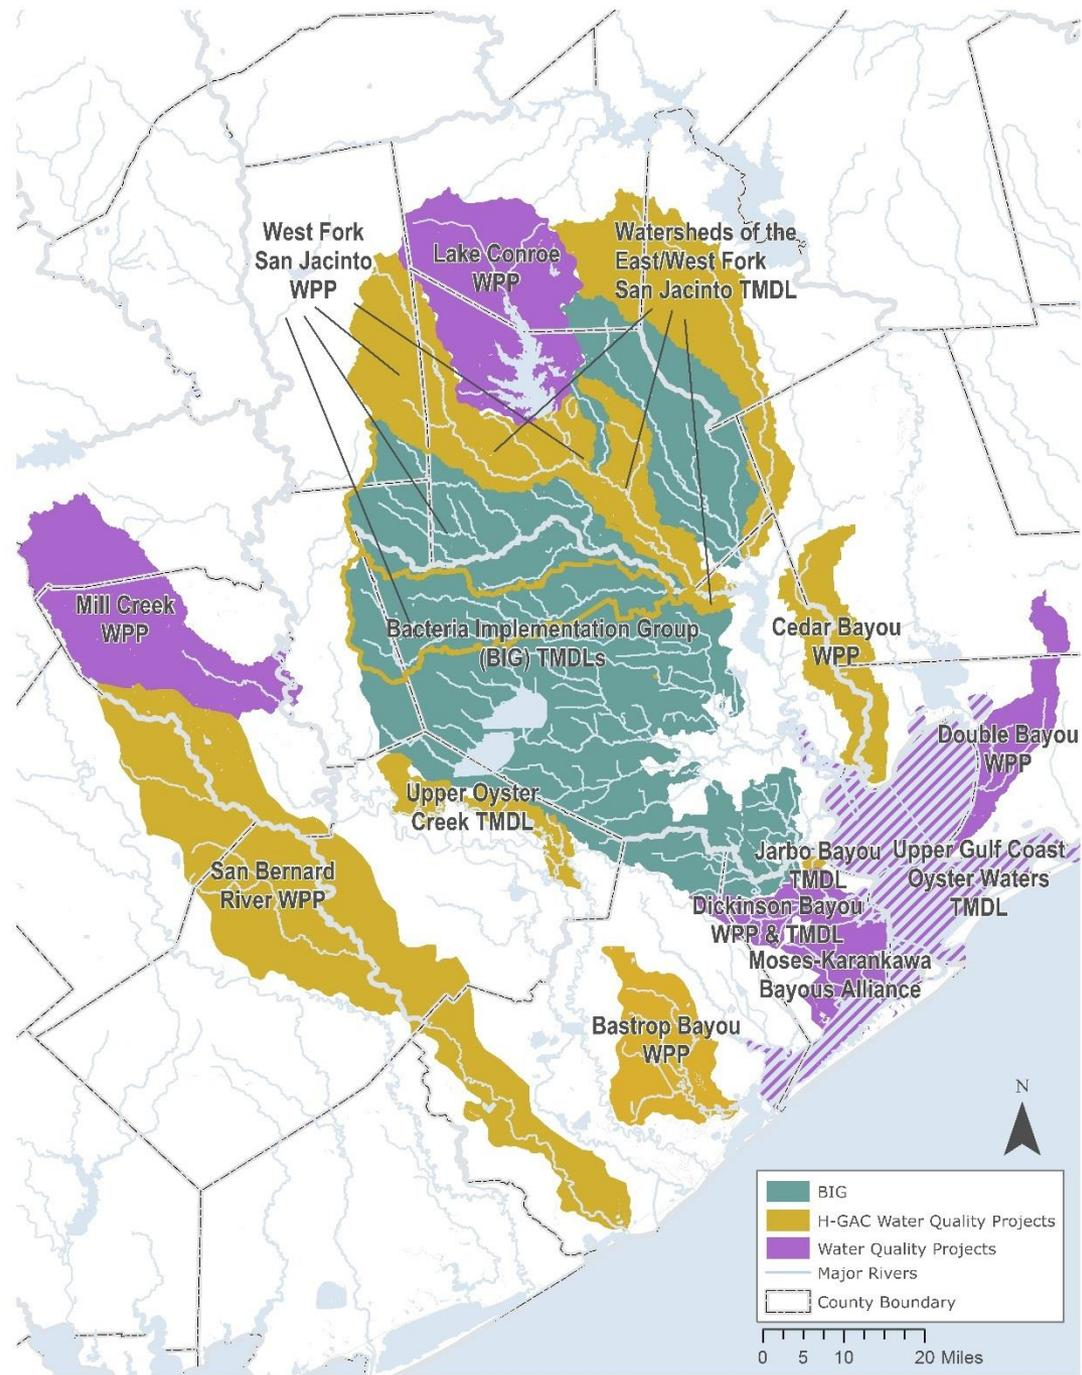 West Fork
San Jacinto
WPP
Lake Conroe
WPP
Watersheds of the
East/West Fork
San Jacinto TMDL
Mill Creek
WPP
Bacteria Implementation Group
(BIG) TMDLs
Cedar Bayou
WPP
Double Bayou
WPP
Upper Oyster
Creek TMDL
San Bernard
River WPP
Jarbo Bayou
TMDL
Upper Gulf Coast
Oyster Waters
TMDL
Dickinson Bayou
WPP & TMDL
Moses-Karankawa
Bayous Alliance
Bastrop Bayou
WPP
N
BIG
H-GAC Water Quality Projects
Water Quality Projects
Major Rivers
County Boundary
0 5 10 20 Miles